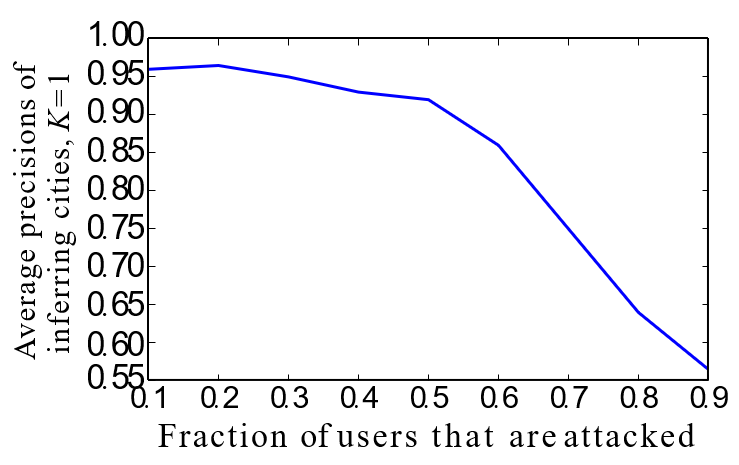 Average precisions of
inferring cities, K=1
1.00
0.95
0.90
0.85
0.80
0.75
0.70
0.65
0.60
0.55
0.1 0.2 0.3 0.4 0.5 0.6 0.7 0.8 0.9
Fraction of users that are attacked